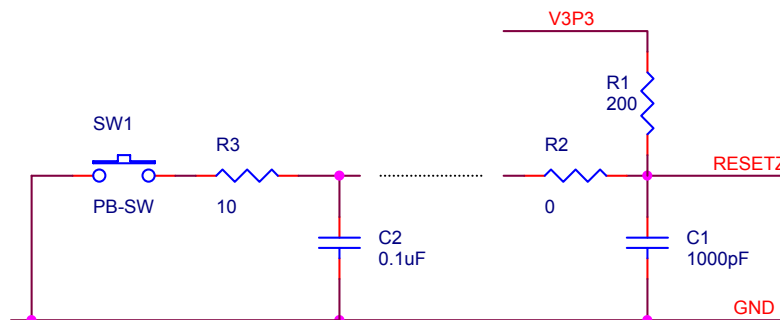 V3P3
R1
200
SW1
R3
R2
RESETZ
PB-SW
10
0
C2
0.1uF
C1
1000pF
GND